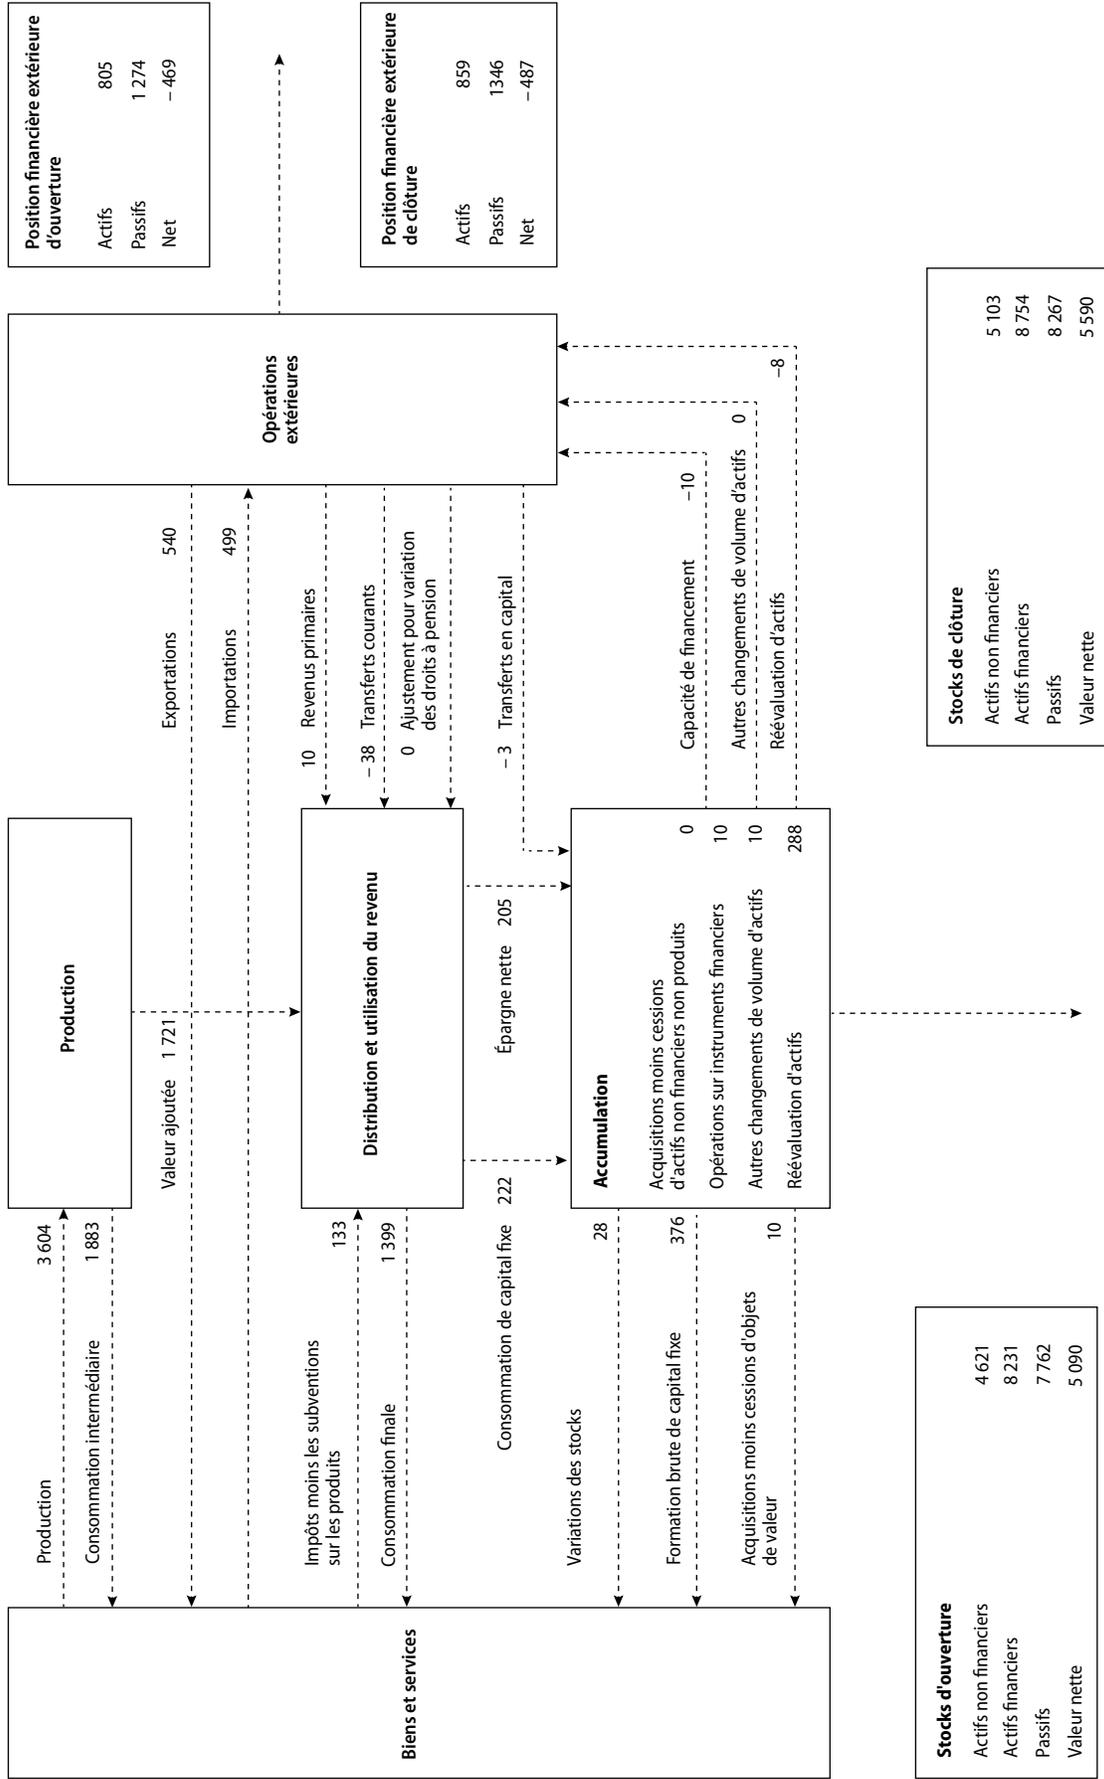 Biens et services
Production 3 604
Consommation intermédiaire 1 883
Production
Valeur ajoutée 1 721
Exportations 540
Importations 499
Opérations
extérieures
Position financière extérieure
d'ouverture
Actifs 805
Passifs 1 274
Net – 469
Position financière extérieure
de clôture
Actifs 859
Passifs 1346
Net – 487
Impôts moins les subventions
sur les produits 133
Consommation finale 1 399
Distribution et utilisation du revenu
10 Revenus primaires
– 38 Transferts courants
0 Ajustement pour variation
des droits à pension
Consommation de capital fixe 222
Épargne nette 205
– 3 Transferts en capital
Variations des stocks 28
Formation brute de capital fixe 376
Acquisitions moins cessions d'objets
de valeur 10
Accumulation
Acquisitions moins cessions
d'actifs non financiers non produits 0
Opérations sur instruments financiers 10
Autres changements de volume d'actifs 10
Réévaluation d'actifs 288
Capacité de financement –10
Autres changements de volume d'actifs 0
Réévaluation d'actifs –8
Stocks d'ouverture
Actifs non financiers 4 621
Actifs financiers 8 231
Passifs 7 762
Valeur nette 5 090
Stocks de clôture
Actifs non financiers 5 103
Actifs financiers 8 754
Passifs 8 267
Valeur nette 5 590